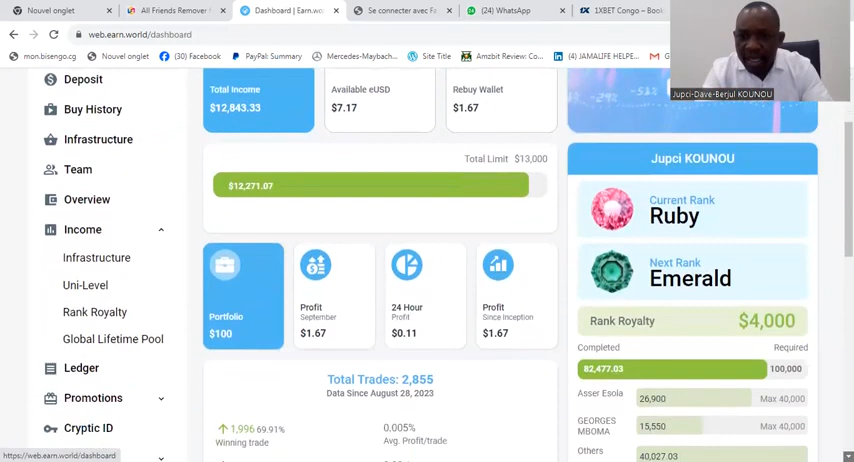 Nouvel onglet
All Friends Remover
Dashboard | Earn.w
Se connecter avec Fa
(24) WhatsApp
1XBET Congo – Book
web.earn.world/dashboard
mon.bisengo.cg
Nouvel onglet
(30) Facebook
PayPal: Summary
Mercedes-Maybach...
Site Title
Amzbit Review: Co...
(4) (JAMALIFE HELPE...
G
Jupci-Dave-Berjul KOUNOU
Deposit
Buy History
Infrastructure
Team
Overview
Income
Infrastructure
Uni-Level
Rank Royalty
Global Lifetime Pool
Ledger
Promotions
Cryptic ID
https://web.earn.world/dashboard
Total Income
$12,843.33
Available eUSD
$7.17
Rebuy Wallet
$1.67
Total Limit $13,000
$12,271.07
Portfolio
$100
Profit
September
$1.67
24 Hour
Profit
$0.11
Profit
Since Inception
$1.67
Total Trades: 2,855
Data Since August 28, 2023
1,996 69.91%
Winning trade
0.005%
Avg. Profit/trade
-29%
-51%
Jupci KOUNOU
Current Rank
Ruby
Next Rank
Emerald
Rank Royalty
$4,000
Completed
Required
82,477.03
100,000
Asser Esola
26,900
Max 40,000
GEORGES
MBOMA
15,550
Max 40,000
Others
40,027.03